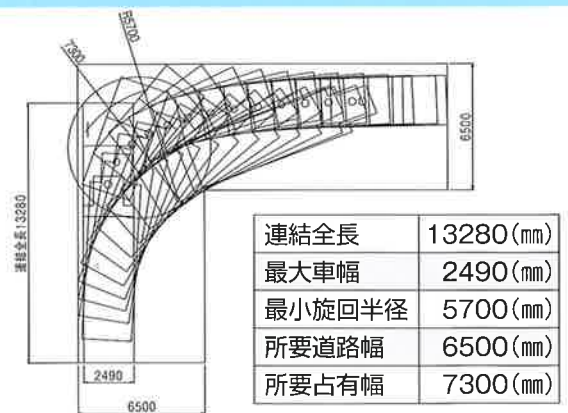 R5700
7300
6500
連結全長13280
2490
6500
連結全長 13280(㎜)
最大車幅 2490(㎜)
最小旋回半径 5700(㎜)
所要道路幅 6500(㎜)
所要占有幅 7300(㎜)